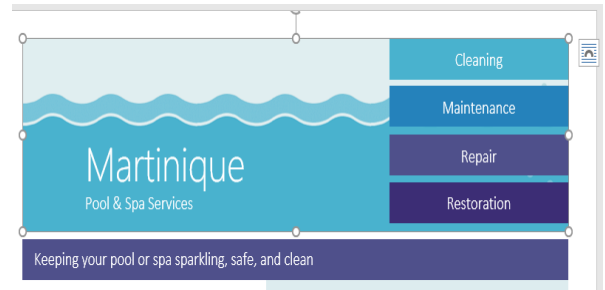 Cleaning
Maintenance
Repair
Restoration
Martinique
Pool & Spa Services
Keeping your pool or spa sparkling, safe, and clean